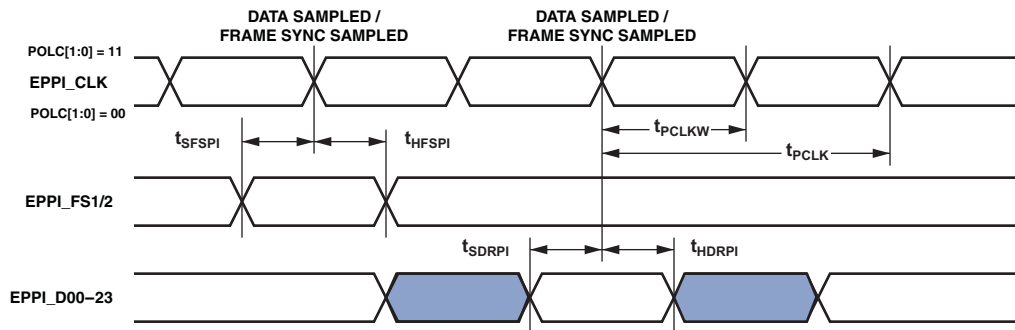 DATA SAMPLED /
FRAME SYNC SAMPLED
DATA SAMPLED /
FRAME SYNC SAMPLED
POLC[1:0] = 11
EPPI_CLK
POLC[1:0] = 00
tPCLKW
tSFSPI
tHFSPI
tPCLK
EPPI_FS1/2
tSDRPI
tHDRPI
EPPI_D00–23